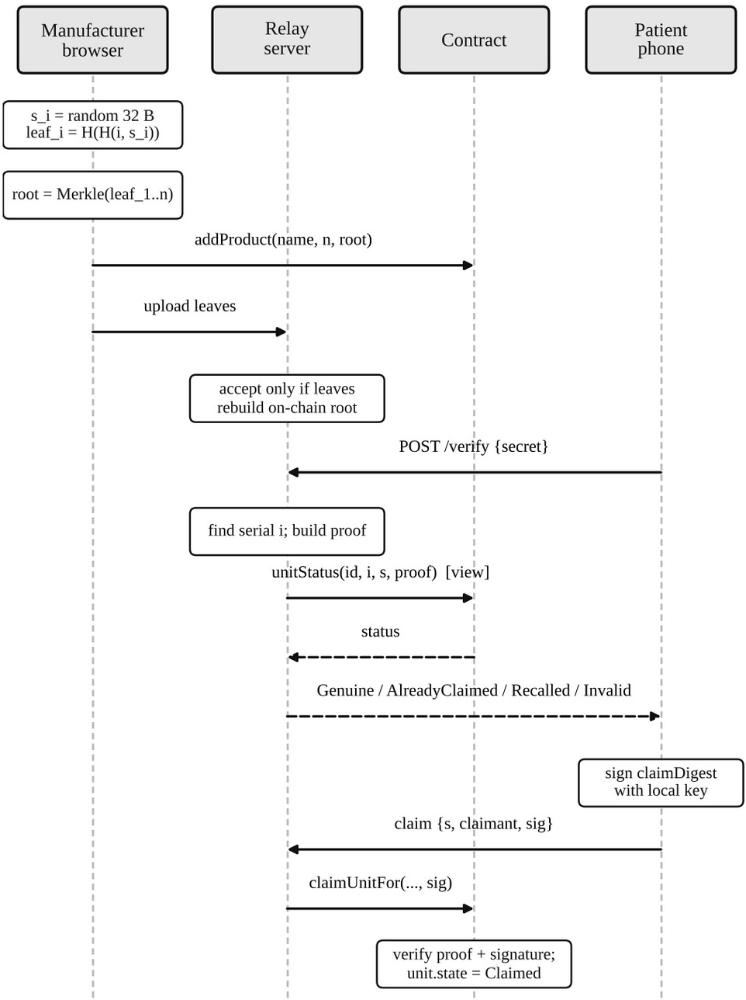 Manufacturer
browser
Relay
server
Contract
Patient
phone
s_i = random 32 B
leaf_i = H(H(i, s_i))
root = Merkle(leaf_1..n)
addProduct(name, n, root)
upload leaves
accept only if leaves
rebuild on-chain root
POST /verify {secret}
find serial i; build proof
unitStatus(id, i, s, proof)  [view]
status
Genuine / AlreadyClaimed / Recalled / Invalid
sign claimDigest
with local key
claim {s, claimant, sig}
claimUnitFor(..., sig)
verify proof + signature;
unit.state = Claimed